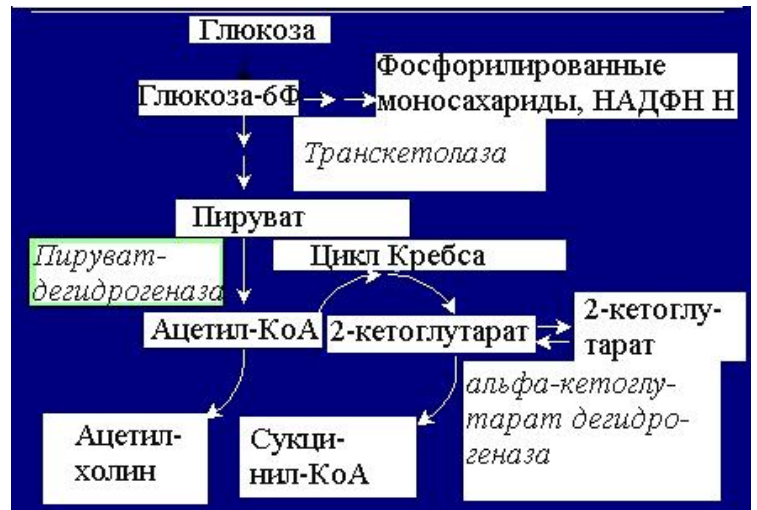 Глюкоза
Глюкоза-6Ф
Фосфорилированные
моносахариды, НАДФН Н
Транскетолаза
Пируват
Пируват-
дегидрогеназа
Цикл Кребса
Ацетил-КоА
2-кетоглутарат
2-кетоглу-
тарат
альфа-кетоглу-
тарат дегидро-
геназа
Ацетил-
холин
Сукци-
нил-КоА